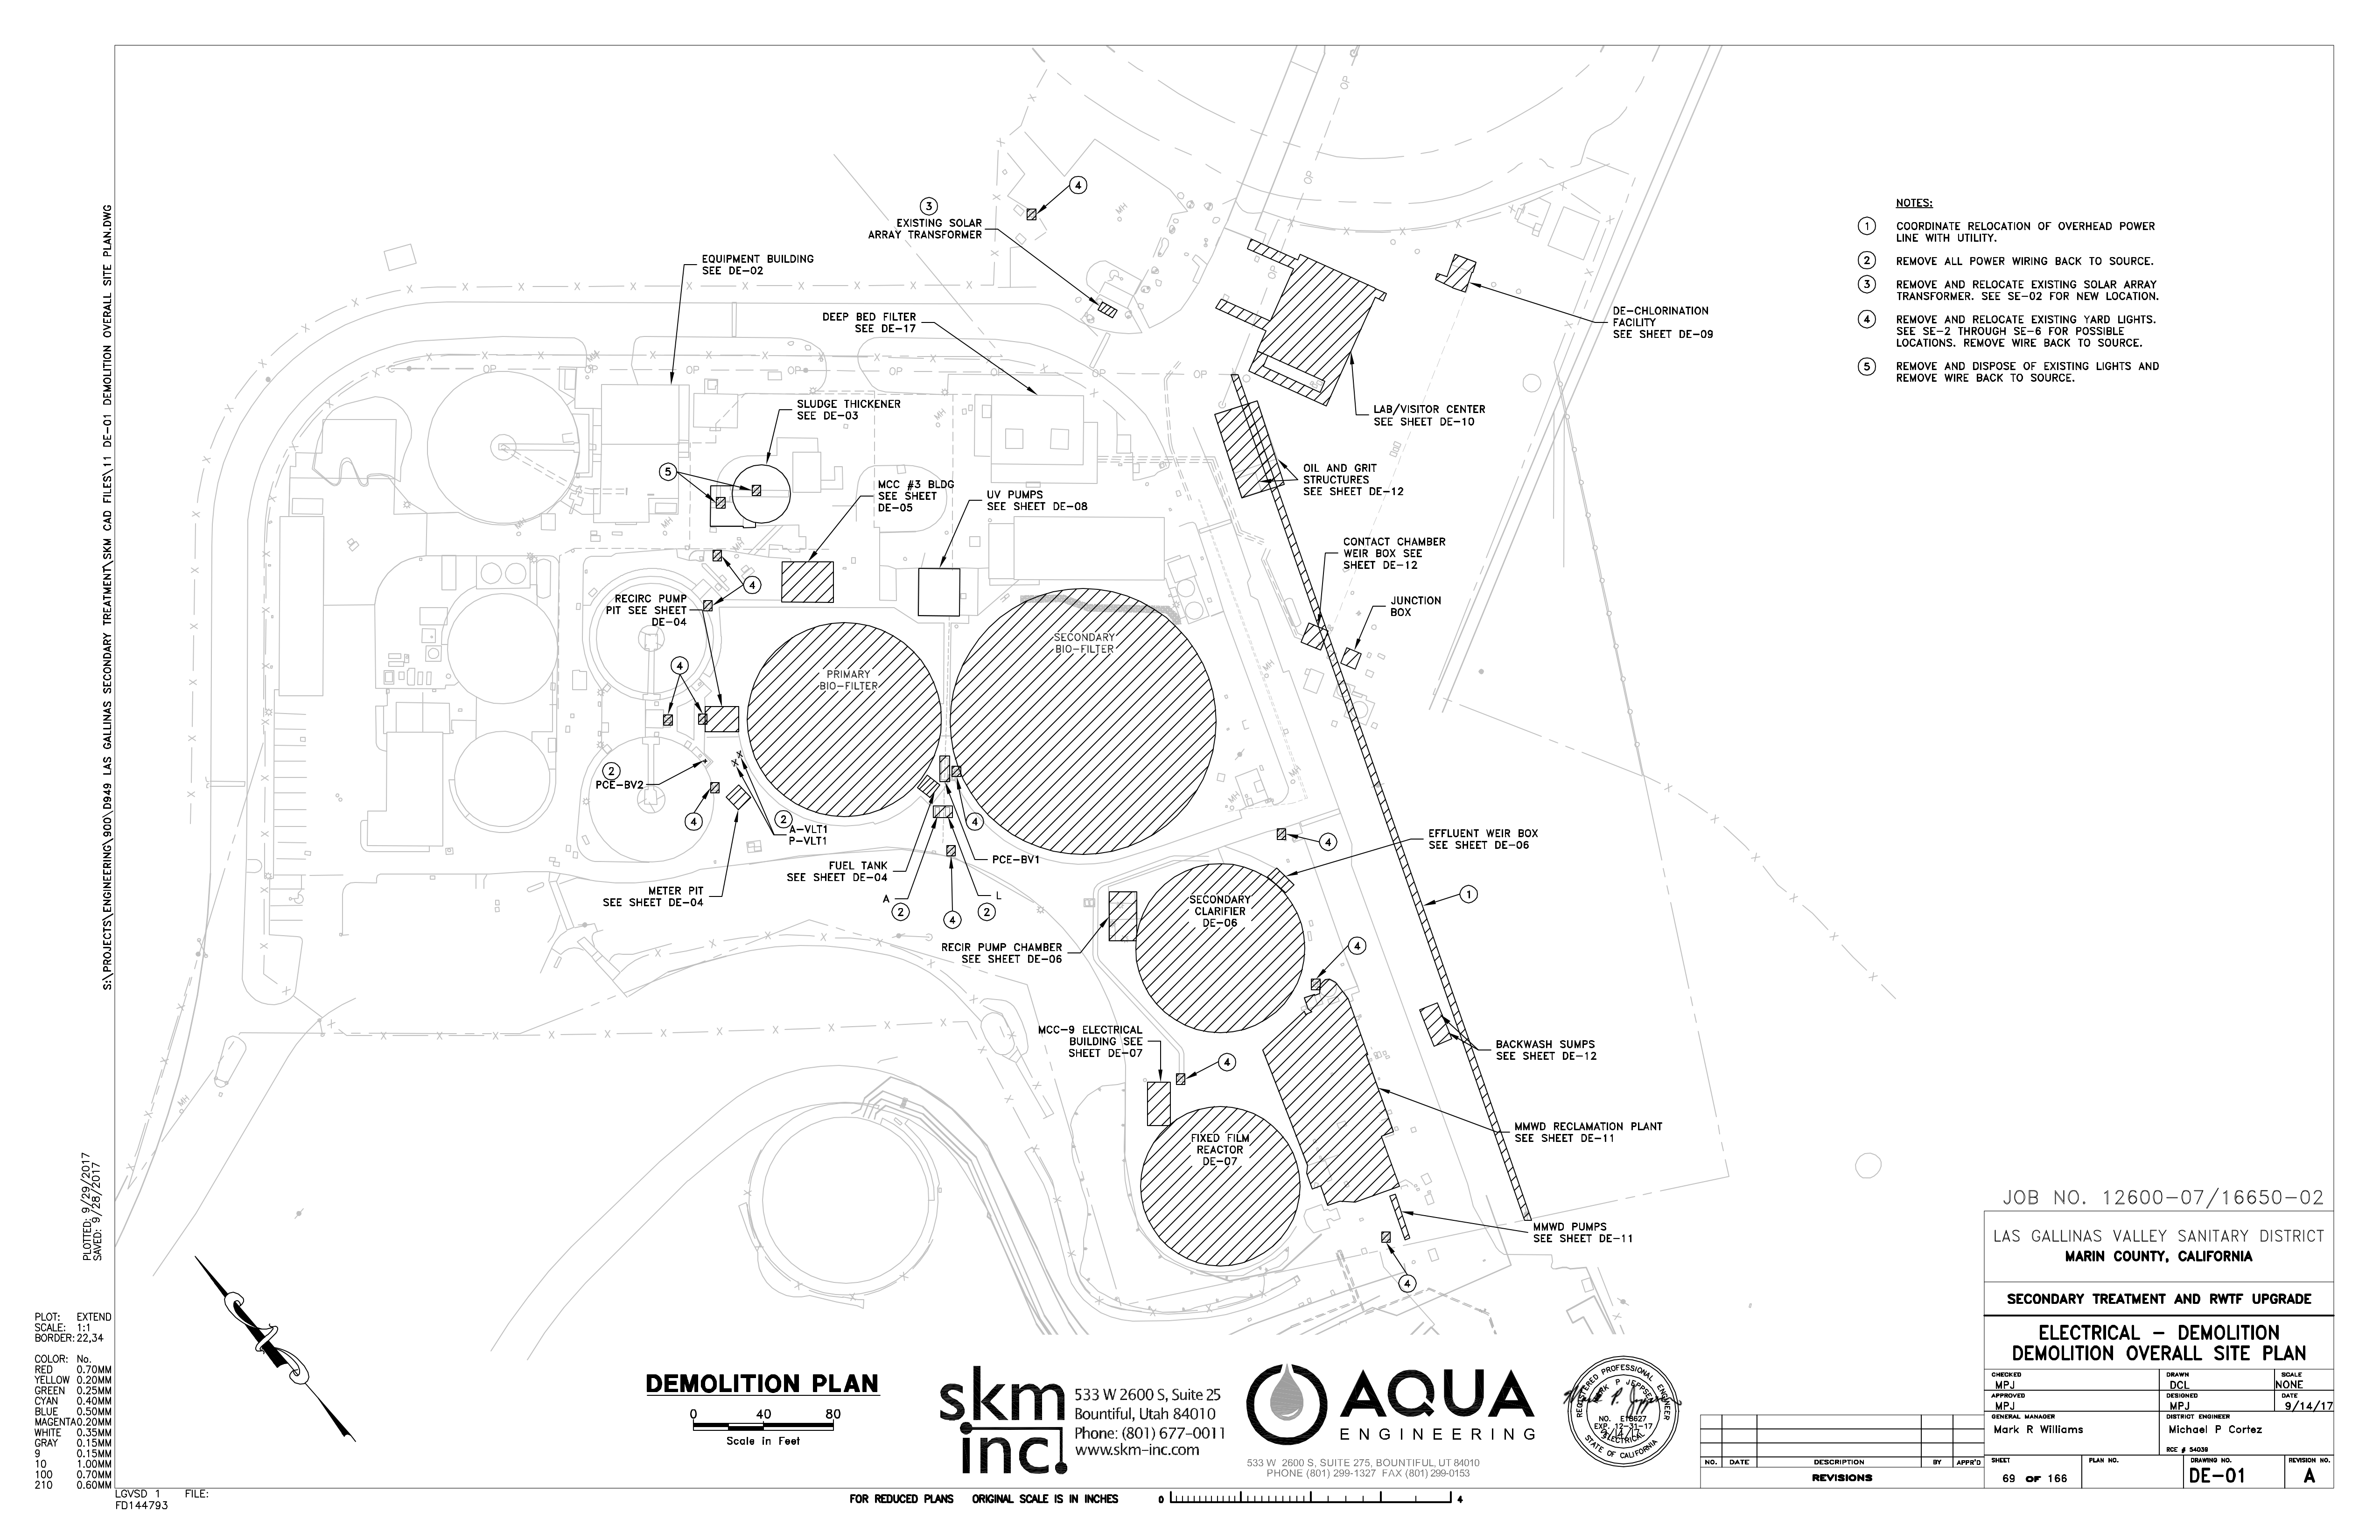 S:\PROJECTS\ENGINEERING\900\D949 LAS GALLINAS SECONDARY TREATMENT\SKM CAD FILES\11 DE-01 DEMOLITION OVERALL SITE PLAN.DWG
PLOTTED: 9/29/2017
SAVED: 9/28/2017
PLOT: EXTEND
SCALE: 1:1
BORDER: 22,34
COLOR: No.
RED 0.70MM
YELLOW 0.20MM
GREEN 0.25MM
CYAN 0.40MM
BLUE 0.50MM
MAGENTA 0.20MM
WHITE 0.35MM
GRAY 0.15MM
9 0.15MM
10 1.00MM
100 0.70MM
210 0.60MM
LGVSD 1 FILE:
FD144793
NOTES:
1 COORDINATE RELOCATION OF OVERHEAD POWER
LINE WITH UTILITY.
2 REMOVE ALL POWER WIRING BACK TO SOURCE.
3 REMOVE AND RELOCATE EXISTING SOLAR ARRAY
TRANSFORMER. SEE SE-02 FOR NEW LOCATION.
4 REMOVE AND RELOCATE EXISTING YARD LIGHTS.
SEE SE-2 THROUGH SE-6 FOR POSSIBLE
LOCATIONS. REMOVE WIRE BACK TO SOURCE.
5 REMOVE AND DISPOSE OF EXISTING LIGHTS AND
REMOVE WIRE BACK TO SOURCE.
4
3
EXISTING SOLAR
ARRAY TRANSFORMER
EQUIPMENT BUILDING
SEE DE-02
DEEP BED FILTER
SEE DE-17
DE-CHLORINATION
FACILITY
SEE SHEET DE-09
SLUDGE THICKENER
SEE DE-03
LAB/VISITOR CENTER
SEE SHEET DE-10
5
OIL AND GRIT
STRUCTURES
SEE SHEET DE-12
MCC #3 BLDG
SEE SHEET
DE-05
UV PUMPS
SEE SHEET DE-08
CONTACT CHAMBER
WEIR BOX SEE
SHEET DE-12
4
RECIRC PUMP
PIT SEE SHEET
DE-04
JUNCTION
BOX
SECONDARY
BIO-FILTER
4
PRIMARY
BIO-FILTER
2
PCE-BV2
4
2
A-VLT1
P-VLT1
4
4
EFFLUENT WEIR BOX
SEE SHEET DE-06
PCE-BV1
FUEL TANK
SEE SHEET DE-04
METER PIT
SEE SHEET DE-04
A
2
4
L
2
1
SECONDARY
CLARIFIER
DE-06
RECIR PUMP CHAMBER
SEE SHEET DE-06
4
MCC-9 ELECTRICAL
BUILDING SEE
SHEET DE-07
4
BACKWASH SUMPS
SEE SHEET DE-12
MMWD RECLAMATION PLANT
SEE SHEET DE-11
FIXED FILM
REACTOR
DE-07
MMWD PUMPS
SEE SHEET DE-11
4
OP OP OP OP OP OP OP
OP
OP
MH
MH
MH
MH
MH
MH
MH
MH
MH
MH
DEMOLITION PLAN
0 40 80
Scale in Feet
skm
inc.
533 W 2600 S, Suite 25
Bountiful, Utah 84010
Phone: (801) 677-0011
www.skm-inc.com
AQUA
ENGINEERING
533 W 2600 S, SUITE 275, BOUNTIFUL, UT 84010
PHONE (801) 299-1327 FAX (801) 299-0153
REGISTERED PROFESSIONAL ENGINEER
MARK P JEPPSEN
NO. E18627
EXP. 12-31-17
9/14/17
ELECTRICAL
STATE OF CALIFORNIA
FOR REDUCED PLANS ORIGINAL SCALE IS IN INCHES 0 4
NO. DATE DESCRIPTION BY APPR'D
REVISIONS
JOB NO. 12600-07/16650-02
LAS GALLINAS VALLEY SANITARY DISTRICT
MARIN COUNTY, CALIFORNIA
SECONDARY TREATMENT AND RWTF UPGRADE
ELECTRICAL - DEMOLITION
DEMOLITION OVERALL SITE PLAN
CHECKED MPJ DRAWN DCL SCALE NONE
APPROVED MPJ DESIGNED MPJ DATE 9/14/17
GENERAL MANAGER DISTRICT ENGINEER
Mark R Williams Michael P Cortez
RCE # 54038
SHEET PLAN NO. DRAWING NO. REVISION NO.
69 OF 166 DE-01 A